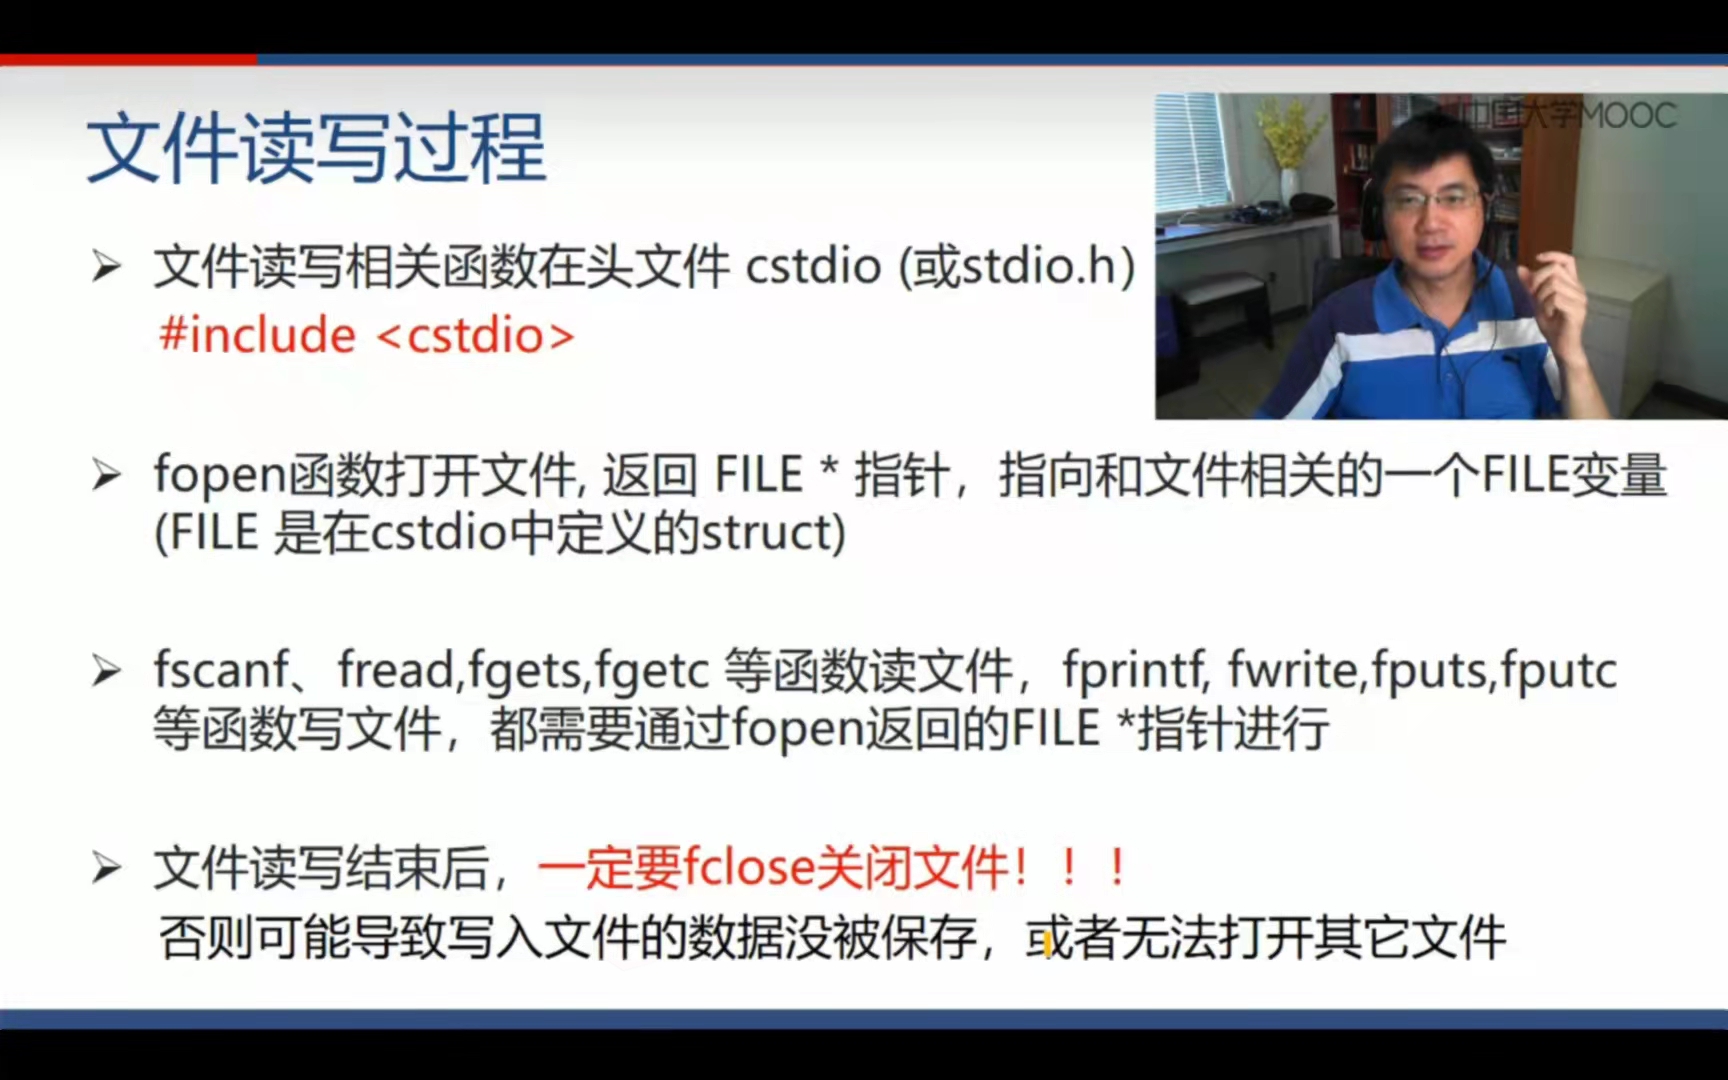 中国大学MOOC
文件读写过程
文件读写相关函数在头文件 cstdio (或stdio.h)
#include <cstdio>
fopen函数打开文件, 返回 FILE * 指针，指向和文件相关的一个FILE变量
(FILE 是在cstdio中定义的struct)
fscanf、fread,fgets,fgetc 等函数读文件，fprintf, fwrite,fputs,fputc
等函数写文件，都需要通过fopen返回的FILE *指针进行
文件读写结束后，一定要fclose关闭文件！！！
否则可能导致写入文件的数据没被保存，或者无法打开其它文件